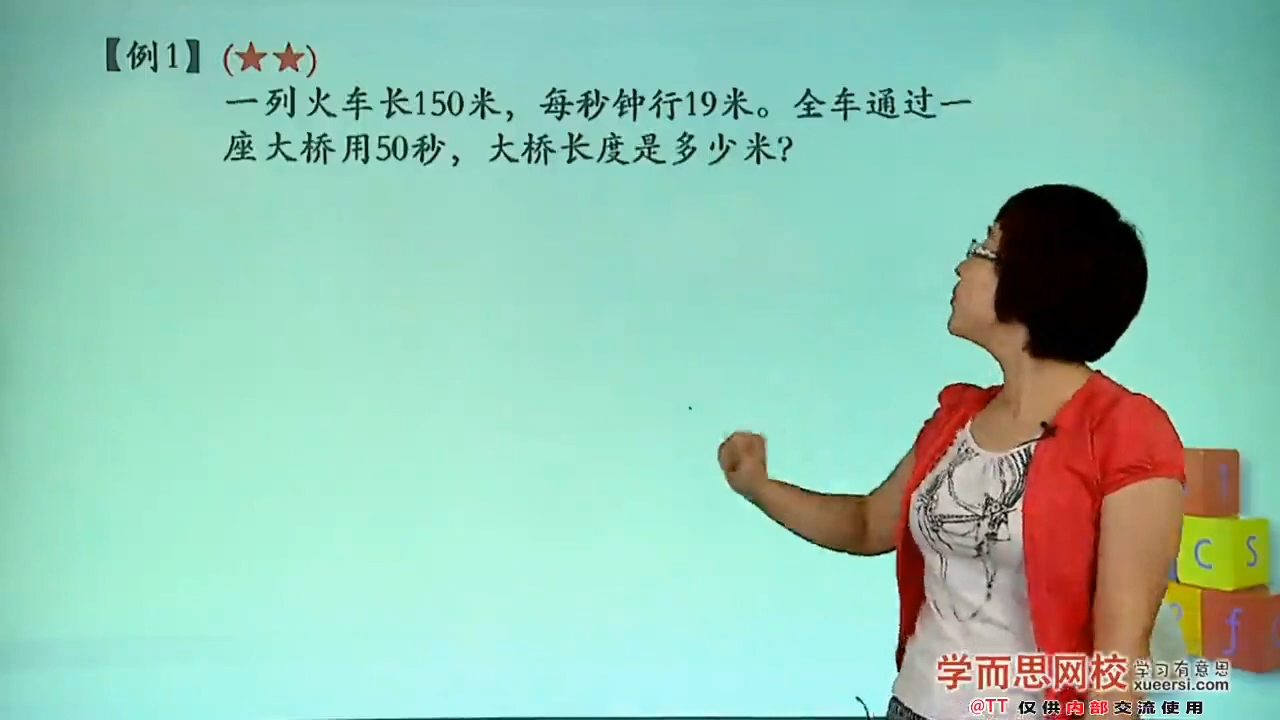 【例1】(★★)
一列火车长150米，每秒钟行19米。全车通过一
座大桥用50秒，大桥长度是多少米?
C S
f
学而思网校 学习有意思
xueersi.com
@TT 仅供内部交流使用